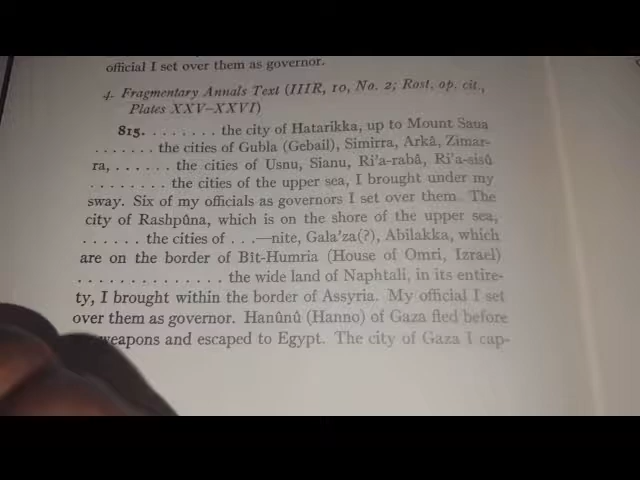 official I set over them as governor.
4. Fragmentary Annals Text (IIIR, 10, No. 2; Rost, op. cit.,
Plates XXV–XXVI)
815. . . . . . . . the city of Hatarikka, up to Mount Saua
. . . . . . . the cities of Gubla (Gebail), Simirra, Arkâ, Zimar-
ra, . . . . . . the cities of Usnu, Sianu, Ri'a-rabâ, Ri'a-sisû
. . . . . . . . the cities of the upper sea, I brought under my
sway. Six of my officials as governors I set over them. The
city of Rashpûna, which is on the shore of the upper sea,
. . . . . . the cities of . . .—nite, Gala'za(?), Abilakka, which
are on the border of Bît-Humria (House of Omri, Izrael)
. . . . . . . . . . . . . . the wide land of Naphtali, in its entire-
ty, I brought within the border of Assyria. My official I set
over them as governor. Hanûnû (Hanno) of Gaza fled before
weapons and escaped to Egypt. The city of Gaza I cap-